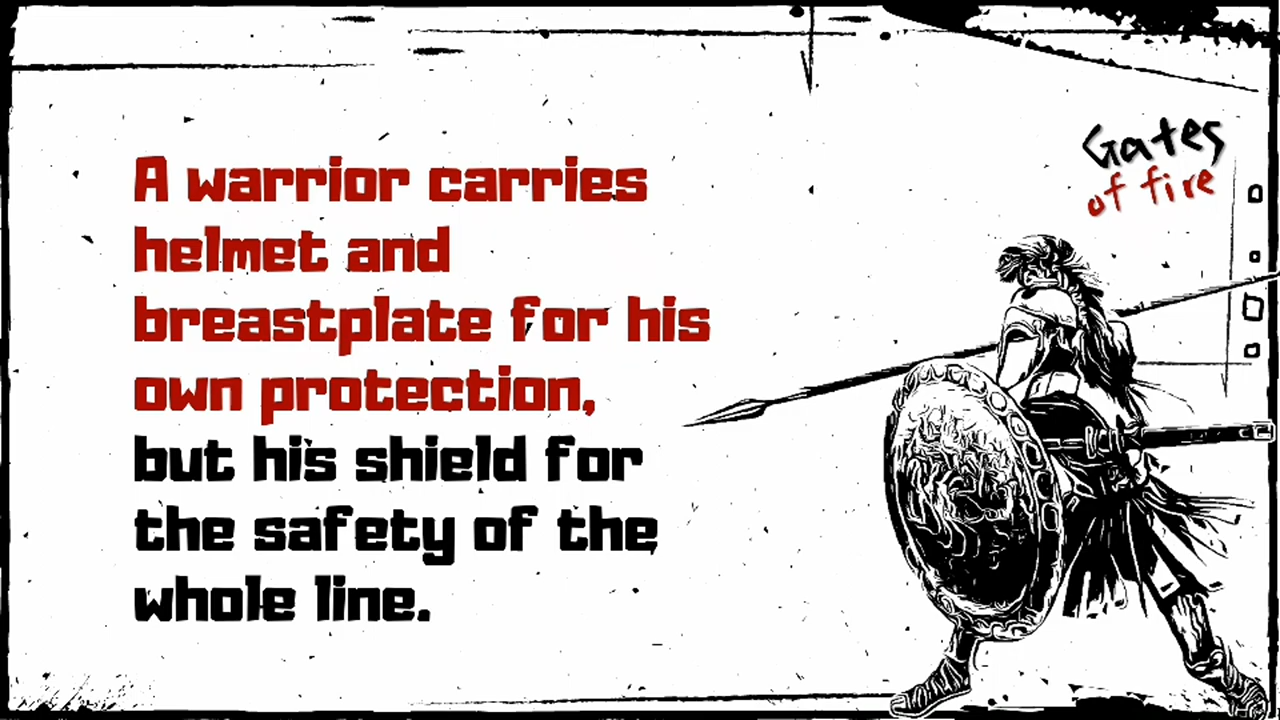 Gates
of fire
A warrior carries
helmet and
breastplate for his
own protection,
but his shield for
the safety of the
whole line.